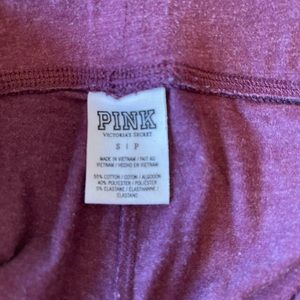 PINK
VICTORIA'S SECRET
S | P
MADE IN VIETNAM / FAIT AU
VIETNAM / HECHO EN VIETNAM
55% COTTON / COTON / ALGODÓN
40% POLYESTER / POLIÉSTER
5% ELASTANE / ÉLASTHANNE /
ELASTANO